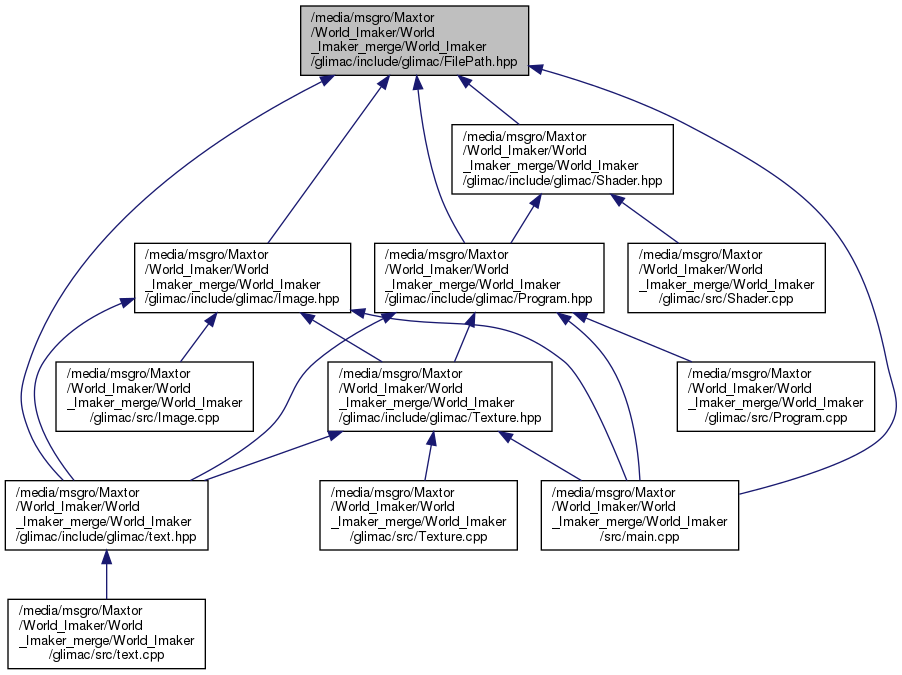 /media/msgro/Maxtor
/World_Imaker/World
_Imaker_merge/World_Imaker
/glimac/include/glimac/FilePath.hpp
/media/msgro/Maxtor
/World_Imaker/World
_Imaker_merge/World_Imaker
/glimac/include/glimac/Shader.hpp
/media/msgro/Maxtor
/World_Imaker/World
_Imaker_merge/World_Imaker
/glimac/include/glimac/Image.hpp
/media/msgro/Maxtor
/World_Imaker/World
_Imaker_merge/World_Imaker
/glimac/include/glimac/Program.hpp
/media/msgro/Maxtor
/World_Imaker/World
_Imaker_merge/World_Imaker
/glimac/src/Shader.cpp
/media/msgro/Maxtor
/World_Imaker/World
_Imaker_merge/World_Imaker
/glimac/src/Image.cpp
/media/msgro/Maxtor
/World_Imaker/World
_Imaker_merge/World_Imaker
/glimac/include/glimac/Texture.hpp
/media/msgro/Maxtor
/World_Imaker/World
_Imaker_merge/World_Imaker
/glimac/src/Program.cpp
/media/msgro/Maxtor
/World_Imaker/World
_Imaker_merge/World_Imaker
/glimac/include/glimac/text.hpp
/media/msgro/Maxtor
/World_Imaker/World
_Imaker_merge/World_Imaker
/glimac/src/Texture.cpp
/media/msgro/Maxtor
/World_Imaker/World
_Imaker_merge/World_Imaker
/src/main.cpp
/media/msgro/Maxtor
/World_Imaker/World
_Imaker_merge/World_Imaker
/glimac/src/text.cpp